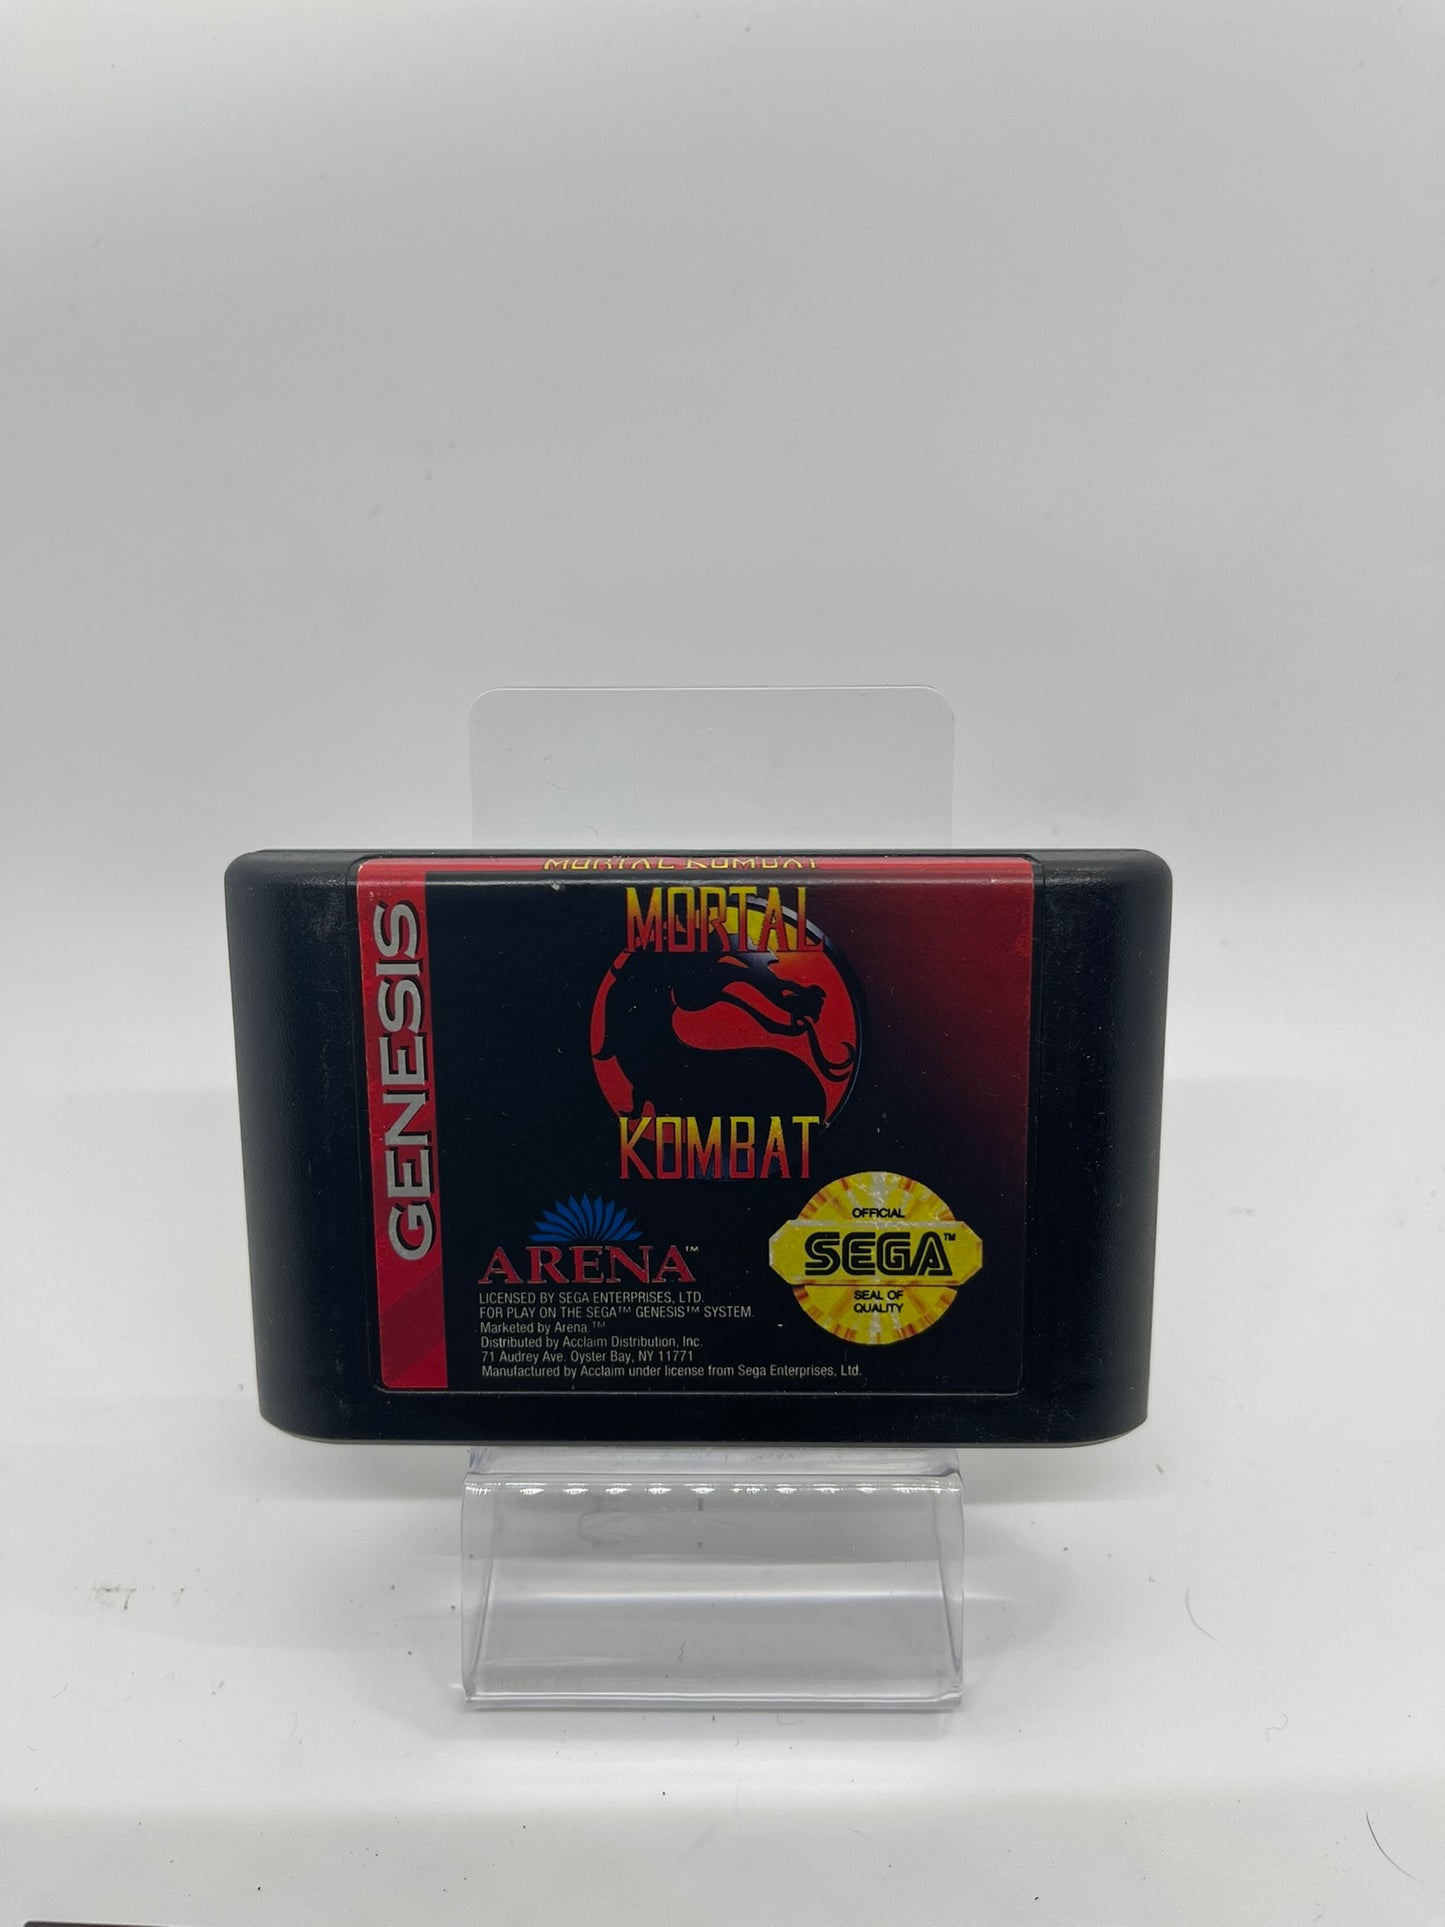 MORTAL KOMBAT
GENESIS
MORTAL
KOMBAT
ARENA™
LICENSED BY SEGA ENTERPRISES, LTD.
FOR PLAY ON THE SEGA™ GENESIS™ SYSTEM.
Marketed by Arena.™
Distributed by Acclaim Distribution, Inc.
71 Audrey Ave. Oyster Bay, NY 11771
Manufactured by Acclaim under license from Sega Enterprises, Ltd.
OFFICIAL
SEGA™
SEAL OF
QUALITY